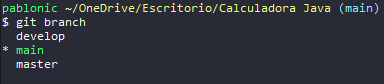 pablonic ~/OneDrive/Escritorio/Calculadora Java (main)
$ git branch
  develop
* main
  master